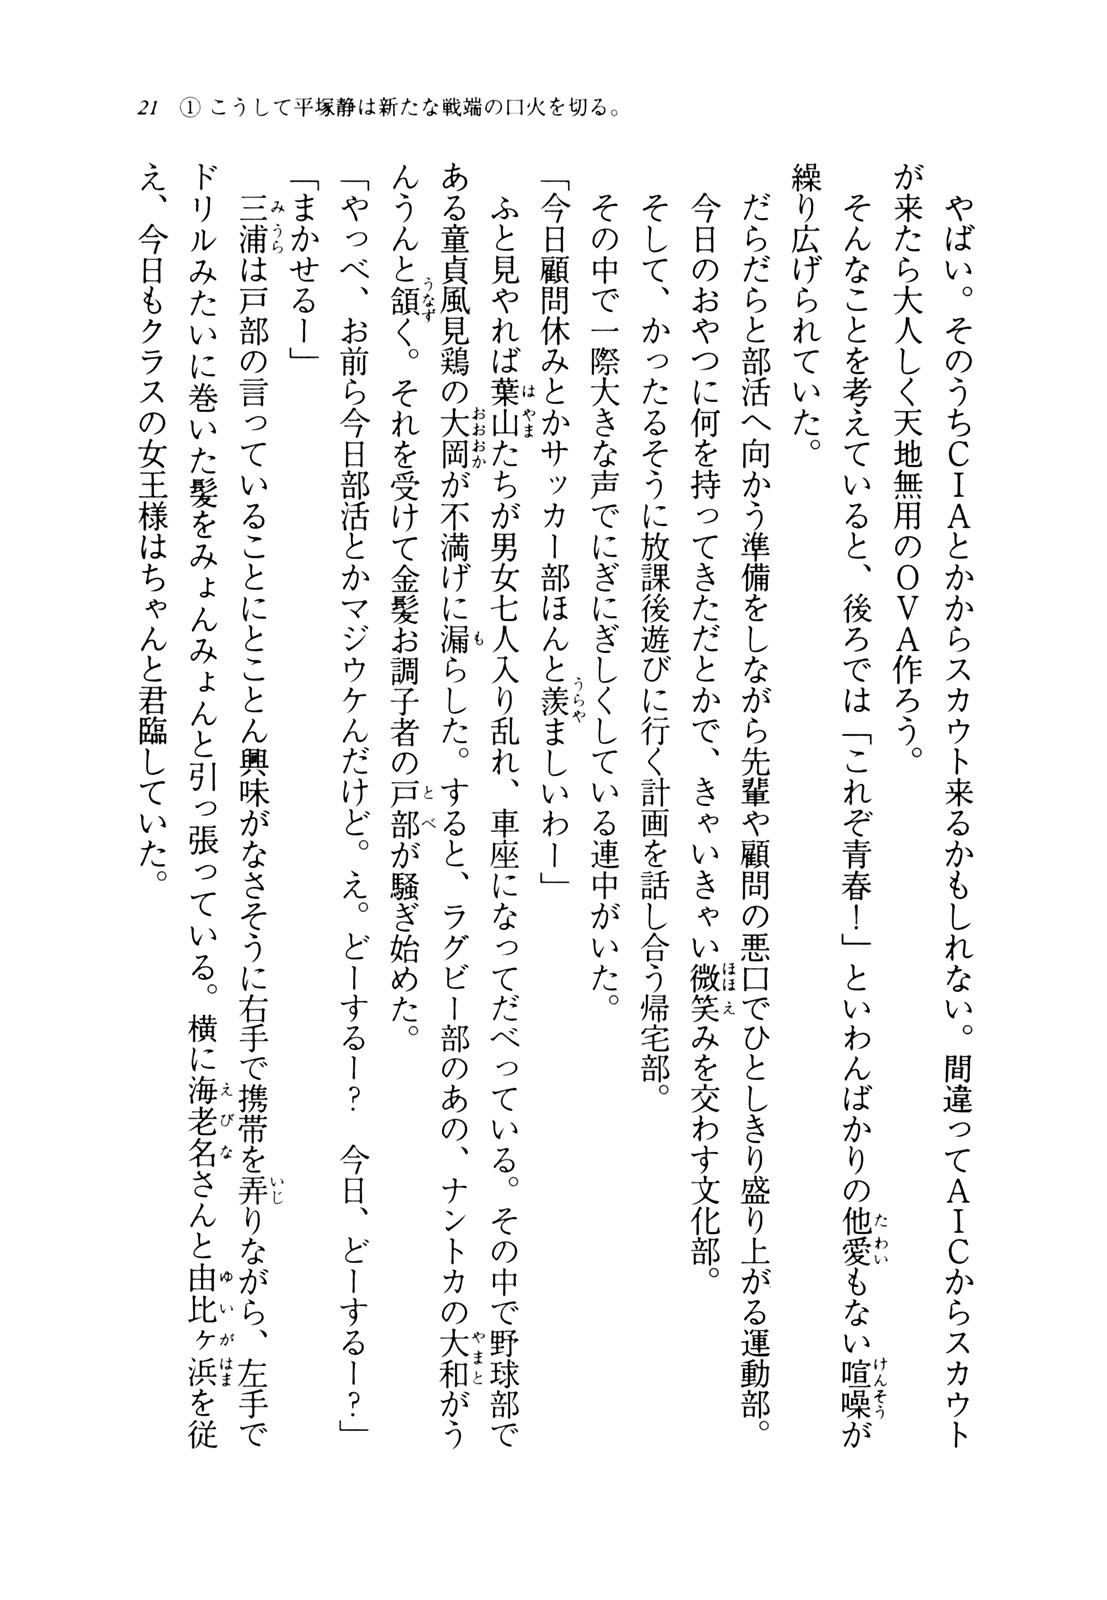 21　① こうして平塚静は新たな戦端の口火を切る。
　やばい。そのうちＣＩＡとかからスカウト来るかもしれない。間違ってＡＩＣからスカウト
が来たら大人しく天地無用のＯＶＡ作ろう。
　そんなことを考えていると、後ろでは「これぞ青春！」といわんばかりの他愛もない喧噪が
繰り広げられていた。
　だらだらと部活へ向かう準備をしながら先輩や顧問の悪口でひとしきり盛り上がる運動部。
　今日のおやつに何を持ってきただとかで、きゃいきゃい微笑みを交わす文化部。
　そして、かったるそうに放課後遊びに行く計画を話し合う帰宅部。
　その中で一際大きな声でにぎにぎしくしている連中がいた。
「今日顧問休みとかサッカー部ほんと羨ましいわー」
　ふと見やれば葉山たちが男女七人入り乱れ、車座になってだべっている。その中で野球部で
ある童貞風見鶏の大岡が不満げに漏らした。すると、ラグビー部のあの、ナントカの大和がう
んうんと頷く。それを受けて金髪お調子者の戸部が騒ぎ始めた。
「やっべ、お前ら今日部活とかマジウケんだけど。え。どーするー？　今日、どーするー？」
「まかせるー」
　三浦は戸部の言っていることにとことん興味がなさそうに右手で携帯を弄りながら、左手で
ドリルみたいに巻いた髪をみょんみょんと引っ張っている。横に海老名さんと由比ヶ浜を従
え、今日もクラスの女王様はちゃんと君臨していた。